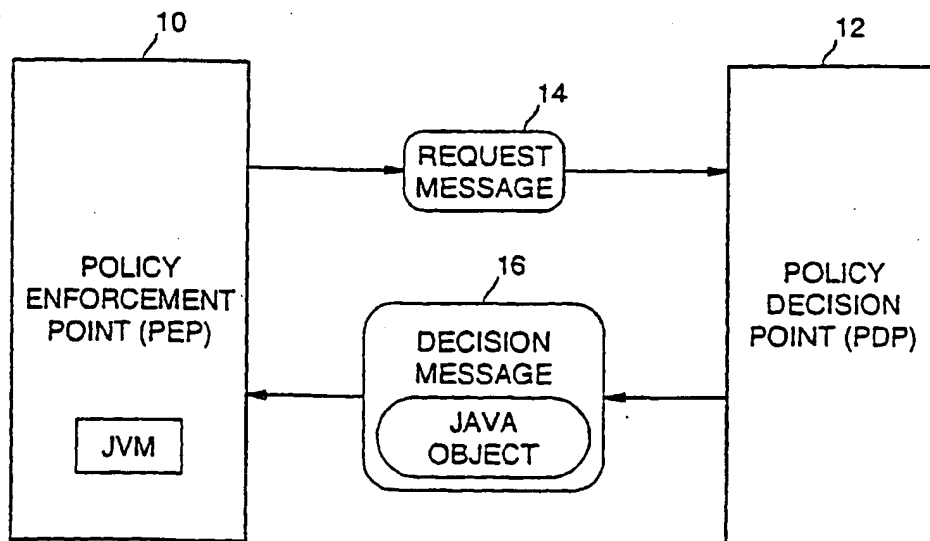 10
12
14
REQUEST
MESSAGE
POLICY
ENFORCEMENT
POINT (PEP)
16
POLICY
DECISION
POINT (PDP)
DECISION
MESSAGE
JAVA
OBJECT
JVM